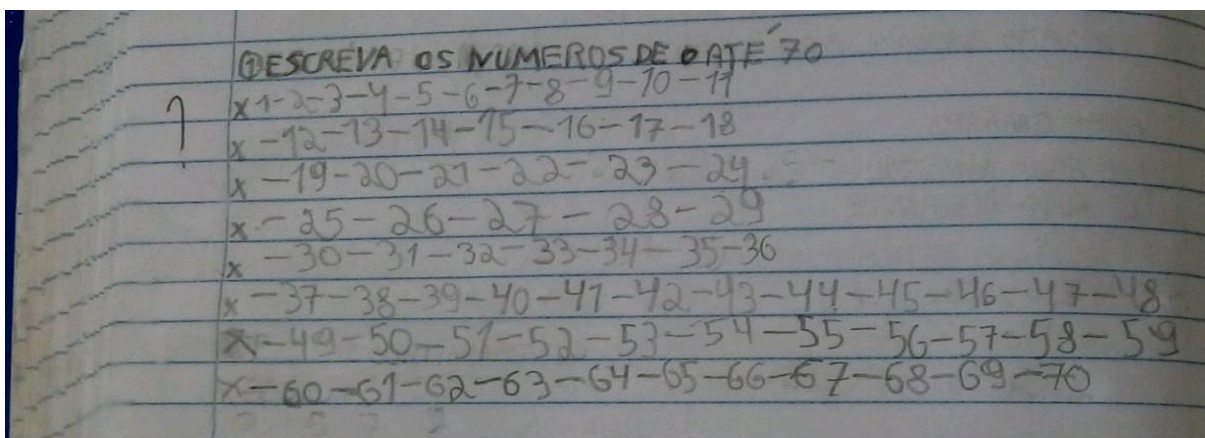 ①ESCREVA OS NUMEROS DE 0 ATÉ 70
x 1-2-3-4-5-6-7-8-9-10-11
x -12-13-14-15-16-17-18
x -19-20-21-22-23-24
x -25-26-27-28-29
x -30-31-32-33-34-35-36
x -37-38-39-40-41-42-43-44-45-46-47-48
x -49-50-51-52-53-54-55-56-57-58-59
x -60-61-62-63-64-65-66-67-68-69-70